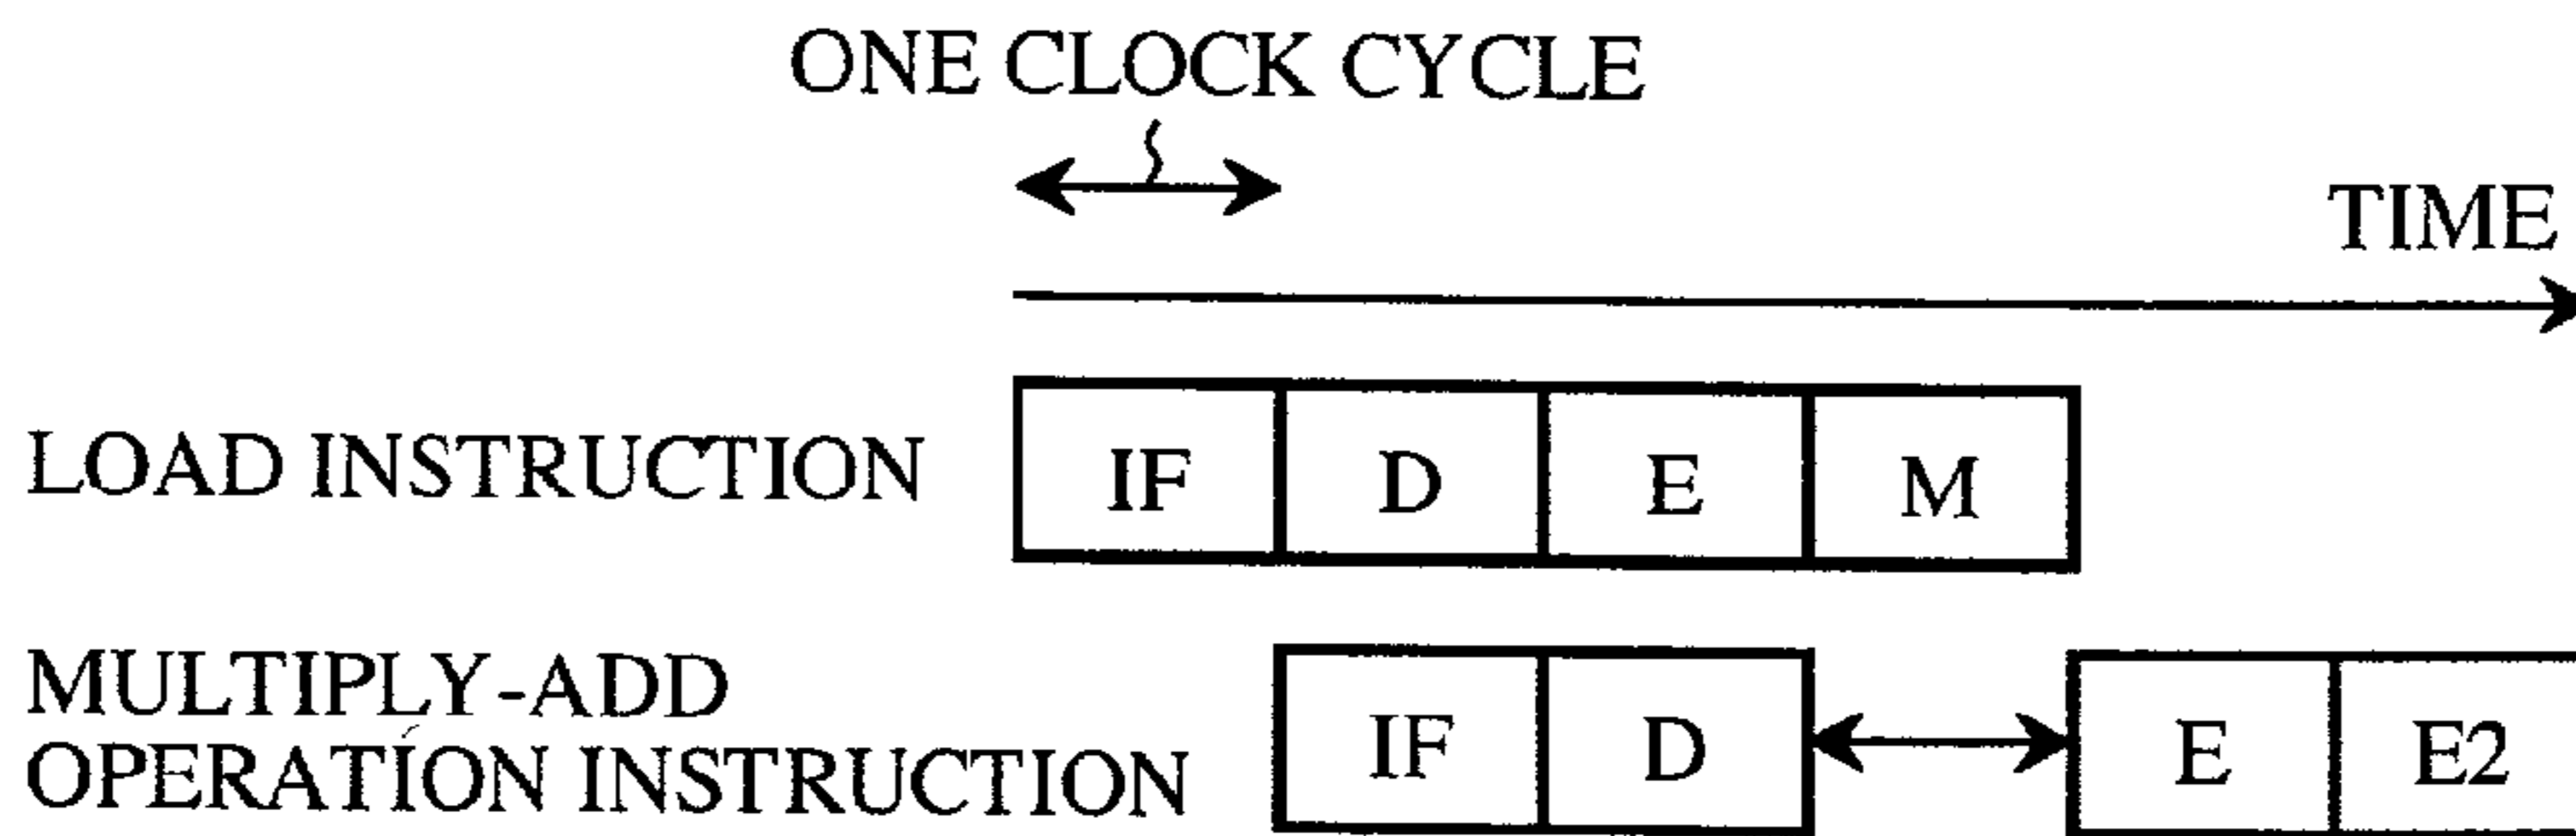 ONE CLOCK CYCLE
TIME
LOAD INSTRUCTION IF D E M
MULTIPLY-ADD
OPERATION INSTRUCTION IF D E E2